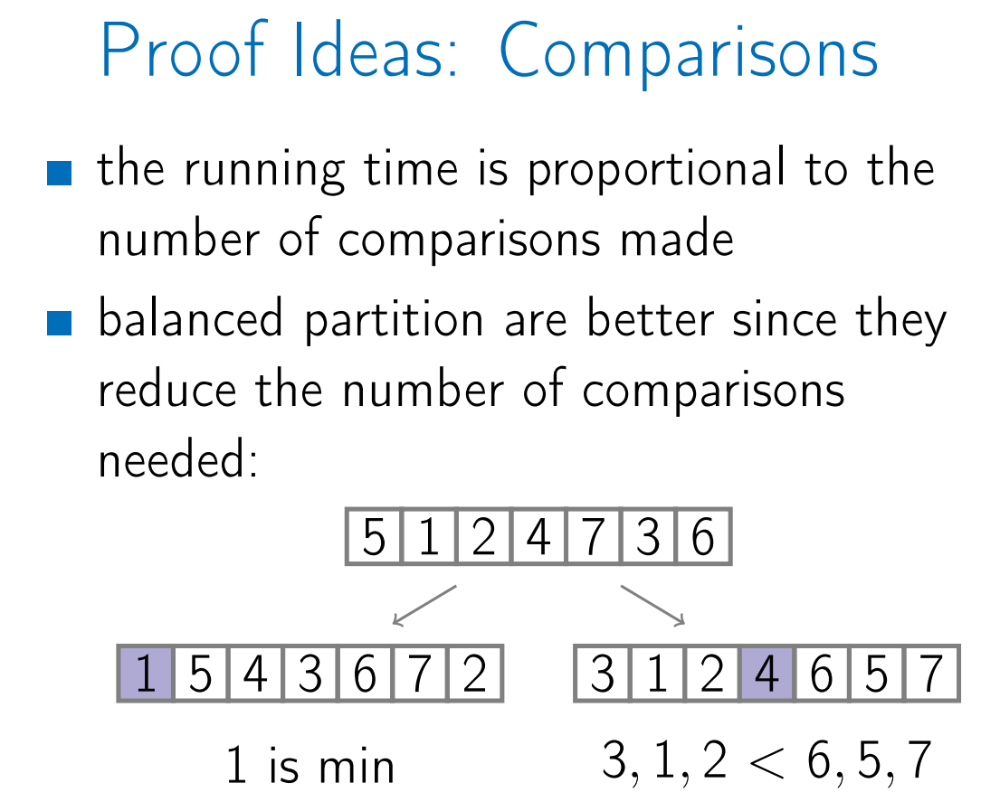 Proof Ideas: Comparisons
the running time is proportional to the
number of comparisons made
balanced partition are better since they
reduce the number of comparisons
needed:
5 1 2 4 7 3 6
1 5 4 3 6 7 2
3 1 2 4 6 5 7
1 is min
3, 1, 2 < 6, 5, 7